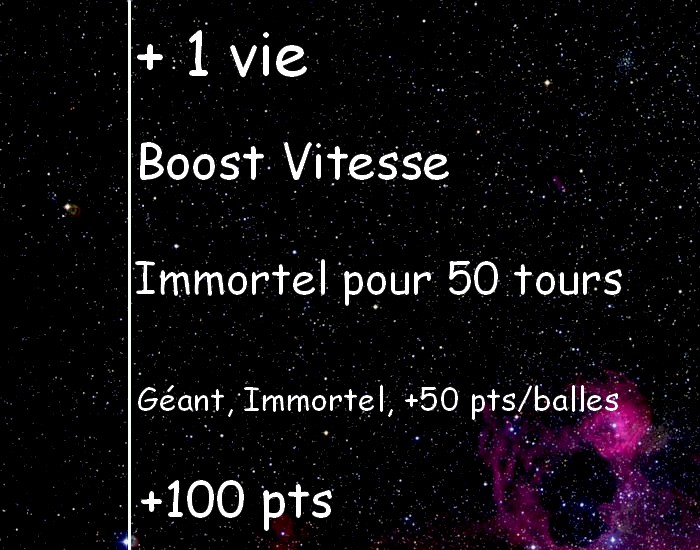 + 1 vie
Boost Vitesse
Immortel pour 50 tours
Géant, Immortel, +50 pts/balles
+100 pts